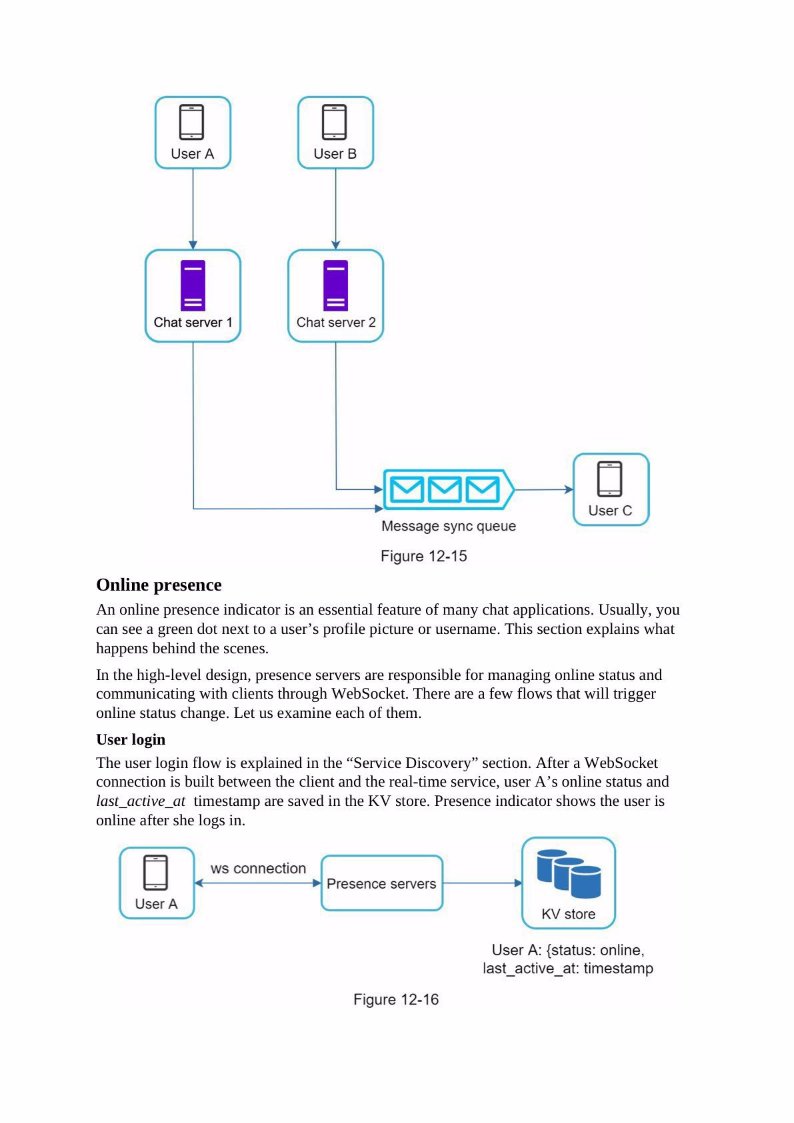 User A
User B
Chat server 1
Chat server 2
User C
Message sync queue
Figure 12-15
Online presence
An online presence indicator is an essential feature of many chat applications. Usually, you
can see a green dot next to a user’s profile picture or username. This section explains what
happens behind the scenes.
In the high-level design, presence servers are responsible for managing online status and
communicating with clients through WebSocket. There are a few flows that will trigger
online status change. Let us examine each of them.
User login
The user login flow is explained in the “Service Discovery” section. After a WebSocket
connection is built between the client and the real-time service, user A’s online status and
last_active_at timestamp are saved in the KV store. Presence indicator shows the user is
online after she logs in.
ws connection
User A
Presence servers
KV store
User A: {status: online,
last_active_at: timestamp
Figure 12-16